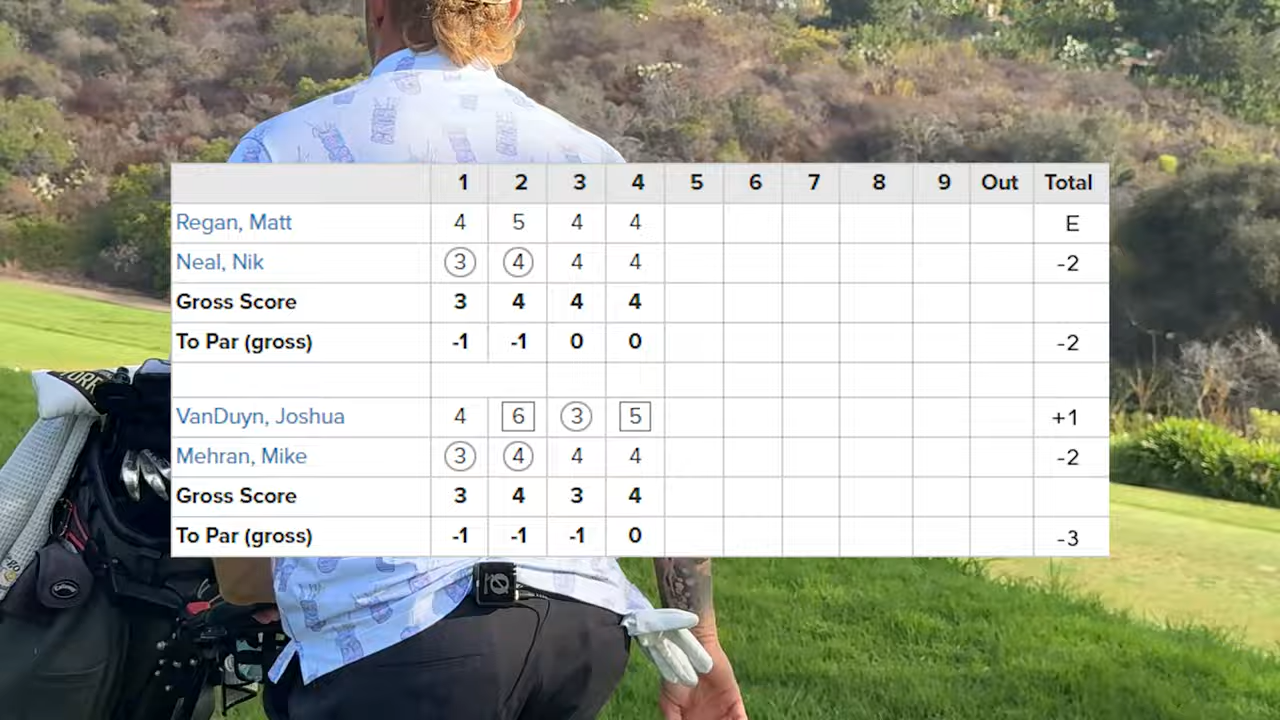 1 2 3 4 5 6 7 8 9 Out Total
Regan, Matt 4 5 4 4 E
Neal, Nik 3 4 4 4 -2
Gross Score 3 4 4 4
To Par (gross) -1 -1 0 0 -2
VanDuyn, Joshua 4 6 3 5 +1
Mehran, Mike 3 4 4 4 -2
Gross Score 3 4 3 4
To Par (gross) -1 -1 -1 0 -3